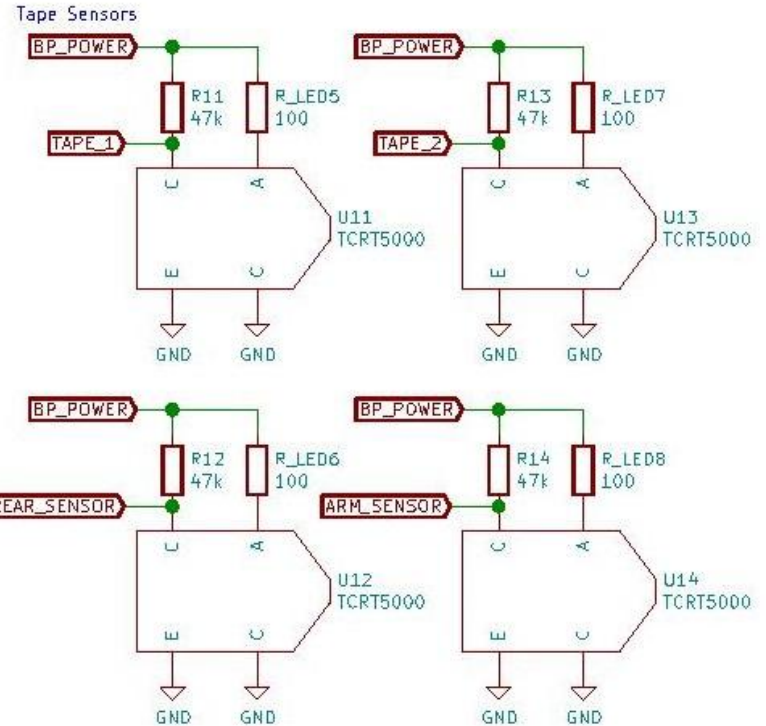 Tape Sensors
BP_POWER
R11
47k
R_LED5
100
TAPE_1
C
A
U11
TCRT5000
E
C
GND
GND
BP_POWER
R13
47k
R_LED7
100
TAPE_2
C
A
U13
TCRT5000
E
C
GND
GND
BP_POWER
R12
47k
R_LED6
100
EAR_SENSOR
C
A
U12
TCRT5000
E
C
GND
GND
BP_POWER
R14
47k
R_LED8
100
ARM_SENSOR
C
A
U14
TCRT5000
E
C
GND
GND